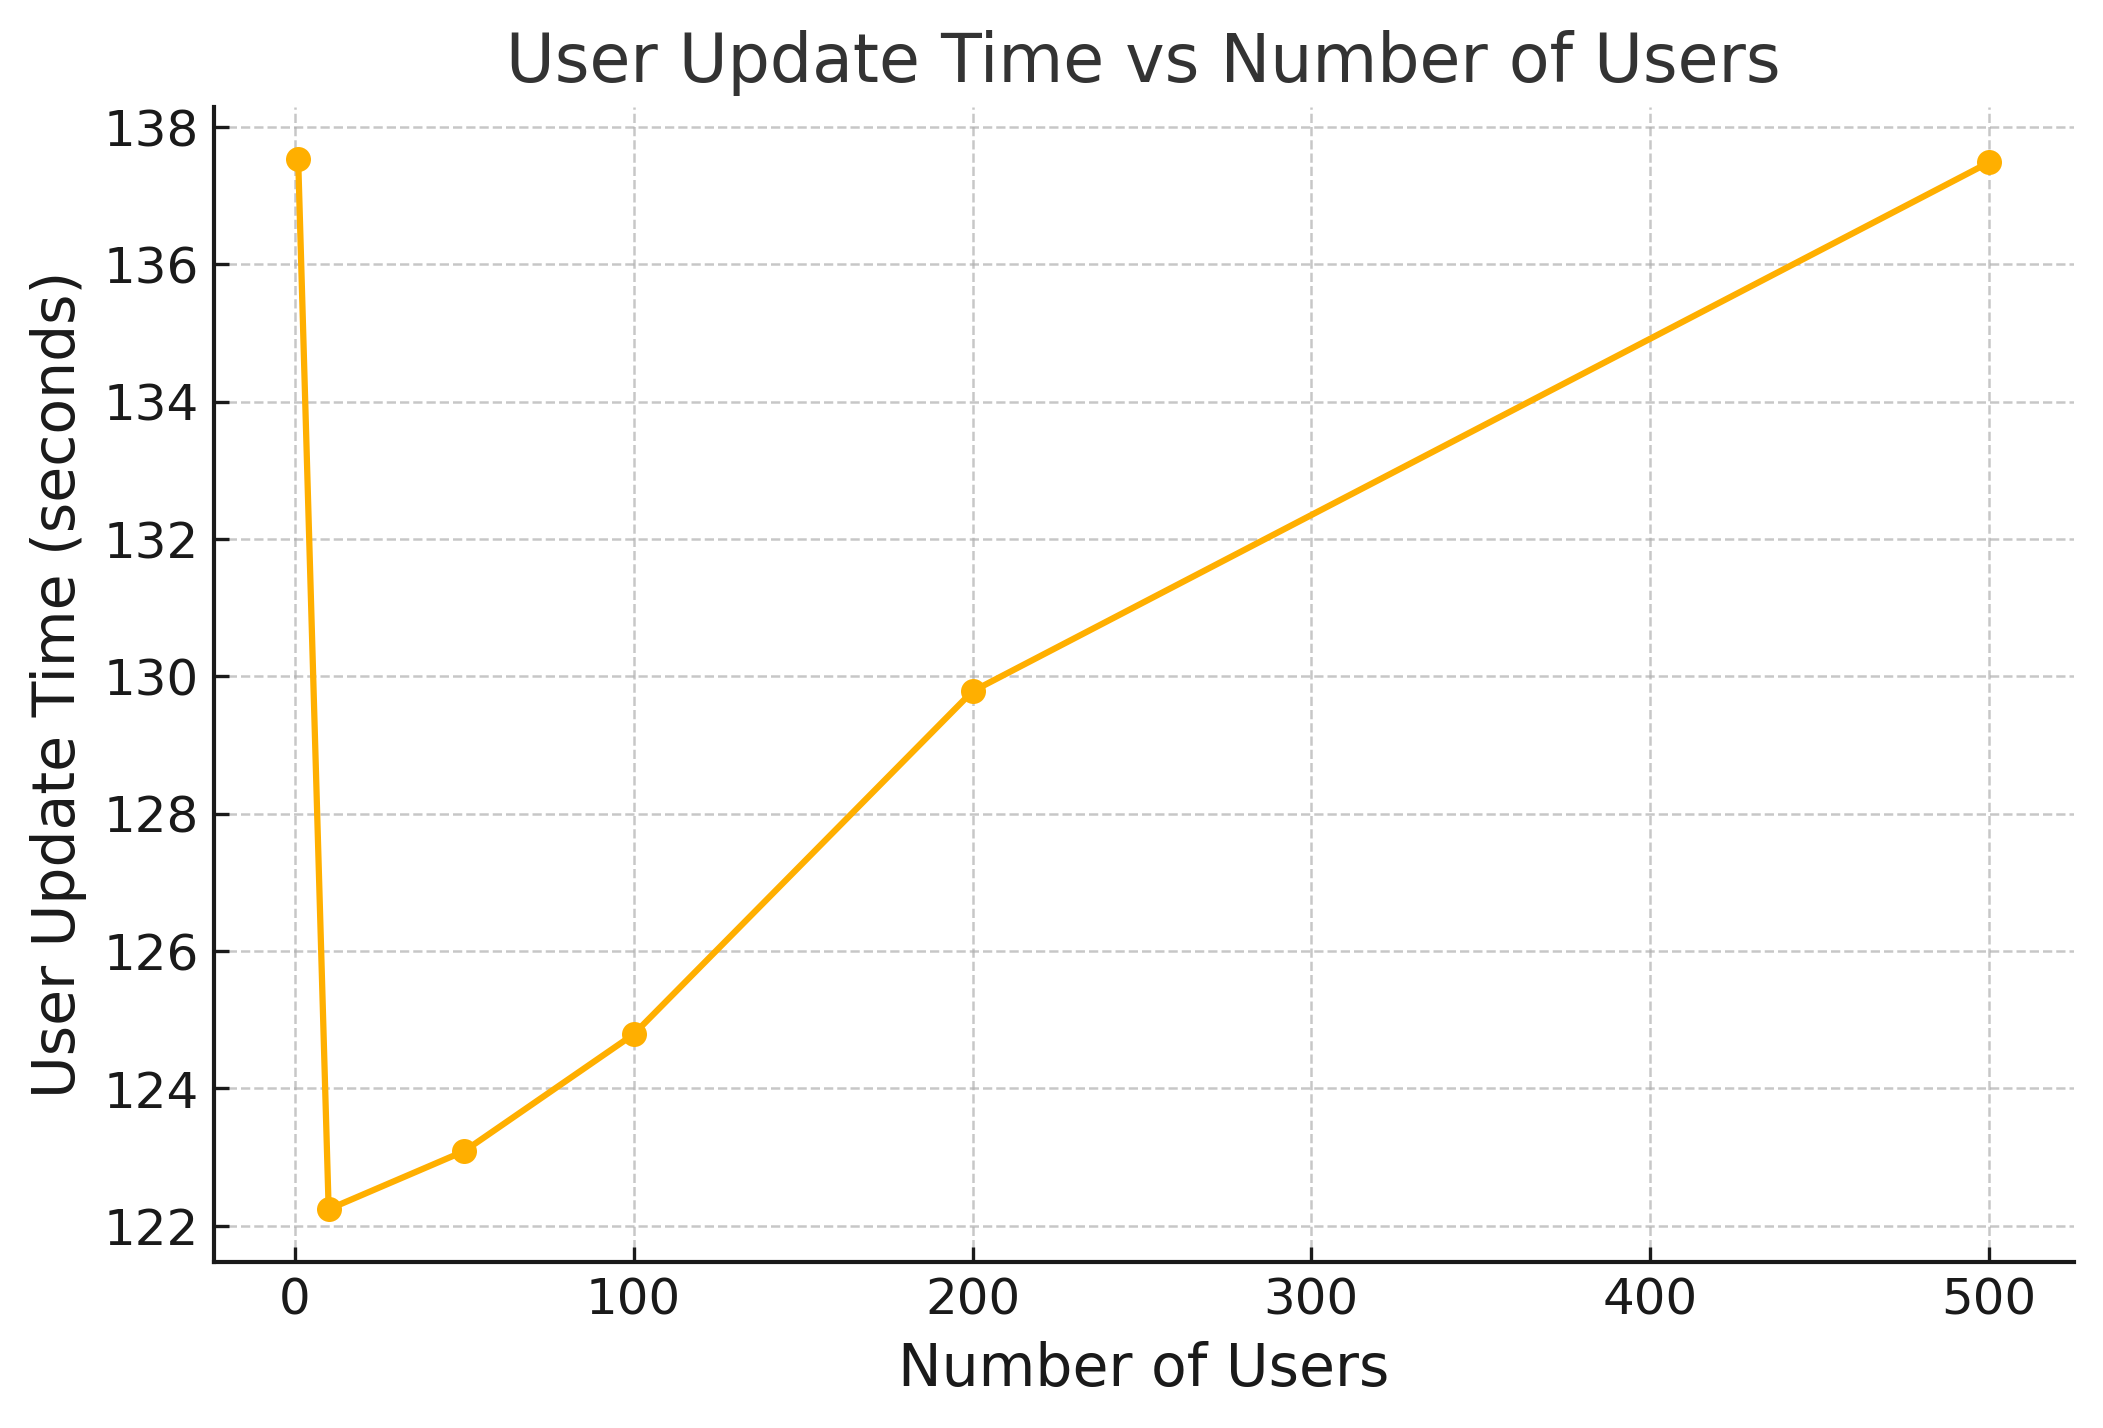 User Update Time vs Number of Users
User Update Time (seconds)
138
136
134
132
130
128
126
124
122
0 100 200 300 400 500
Number of Users